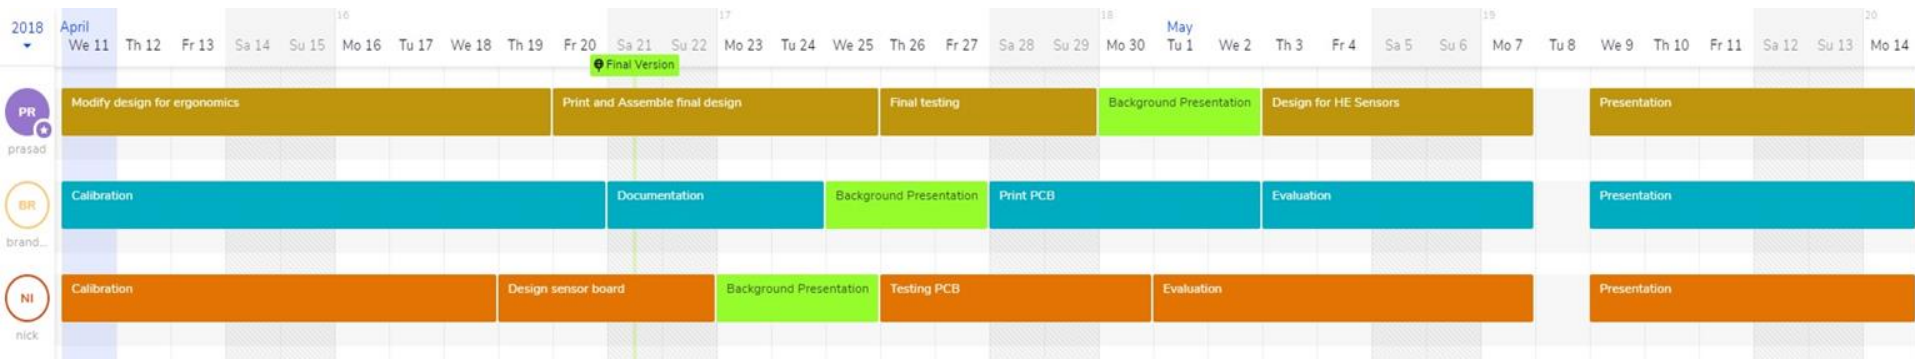 16 17 18 19 20
2018 April May
We 11 Th 12 Fr 13 Sa 14 Su 15 Mo 16 Tu 17 We 18 Th 19 Fr 20 Sa 21 Su 22 Mo 23 Tu 24 We 25 Th 26 Fr 27 Sa 28 Su 29 Mo 30 Tu 1 We 2 Th 3 Fr 4 Sa 5 Su 6 Mo 7 Tu 8 We 9 Th 10 Fr 11 Sa 12 Su 13 Mo 14
Final Version
PR Modify design for ergonomics Print and Assemble final design Final testing Background Presentation Design for HE Sensors Presentation
prasad
BR Calibration Documentation Background Presentation Print PCB Evaluation Presentation
brand...
NI Calibration Design sensor board Background Presentation Testing PCB Evaluation Presentation
nick